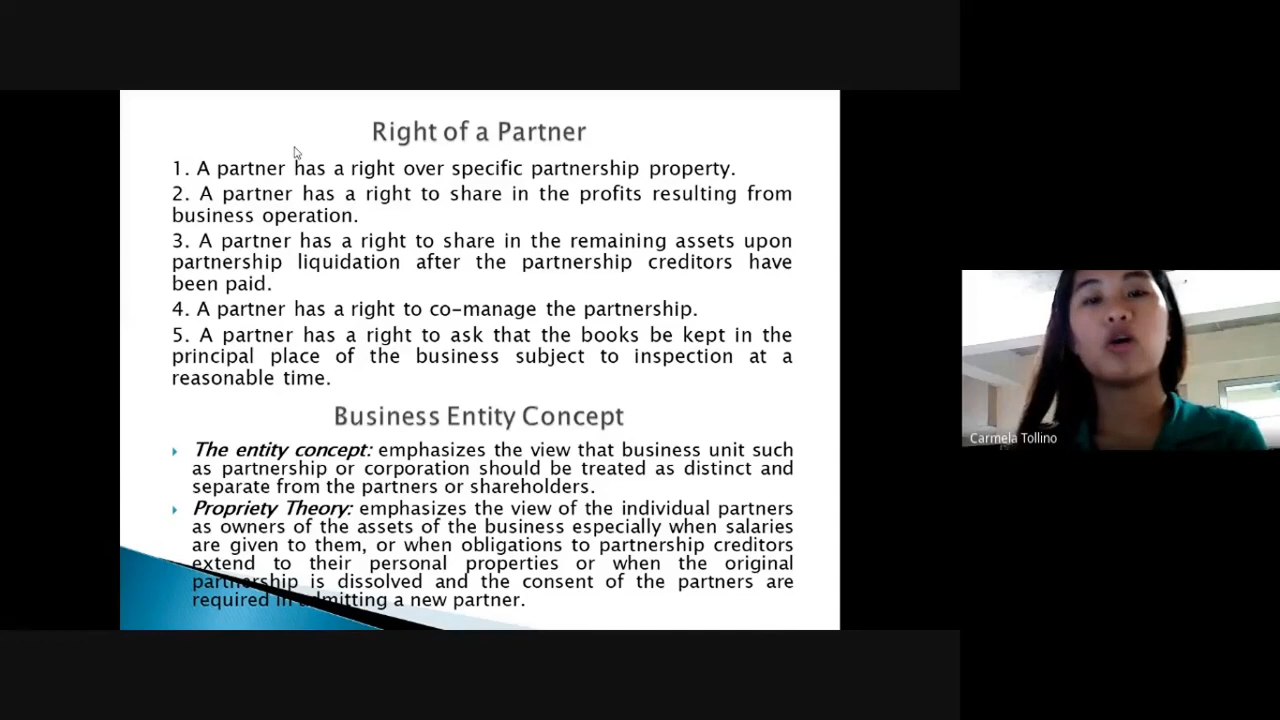 Right of a Partner
1. A partner has a right over specific partnership property.
2. A partner has a right to share in the profits resulting from
business operation.
3. A partner has a right to share in the remaining assets upon
partnership liquidation after the partnership creditors have
been paid.
4. A partner has a right to co-manage the partnership.
5. A partner has a right to ask that the books be kept in the
principal place of the business subject to inspection at a
reasonable time.
Business Entity Concept
The entity concept: emphasizes the view that business unit such
as partnership or corporation should be treated as distinct and
separate from the partners or shareholders.
Propriety Theory: emphasizes the view of the individual partners
as owners of the assets of the business especially when salaries
are given to them, or when obligations to partnership creditors
extend to their personal properties or when the original
partnership is dissolved and the consent of the partners are
required in admitting a new partner.
Carmela Tollino